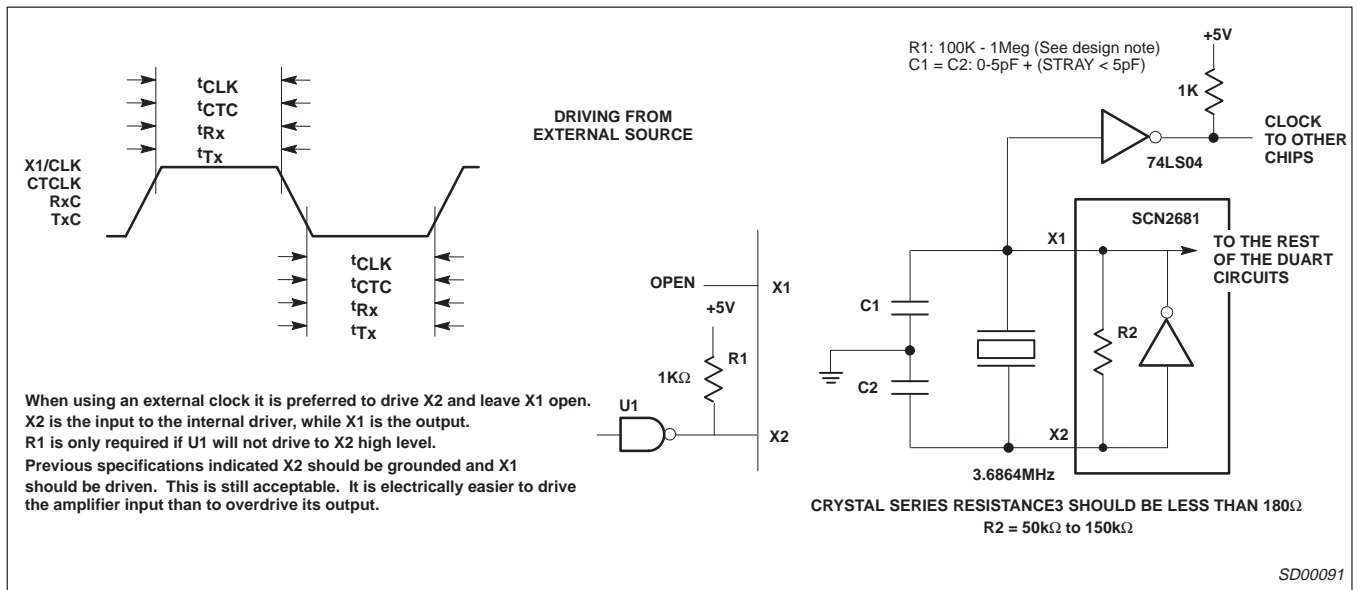 tCLK
tCTC
tRx
tTx
X1/CLK
CTCLK
RxC
TxC
tCLK
tCTC
tRx
tTx
When using an external clock it is preferred to drive X2 and leave X1 open.
X2 is the input to the internal driver, while X1 is the output.
R1 is only required if U1 will not drive to X2 high level.
Previous specifications indicated X2 should be grounded and X1
should be driven. This is still acceptable. It is electrically easier to drive
the amplifier input than to overdrive its output.
DRIVING FROM
EXTERNAL SOURCE
OPEN
X1
+5V
R1
1KΩ
U1
X2
R1: 100K - 1Meg (See design note)
C1 = C2: 0-5pF + (STRAY < 5pF)
+5V
1K
CLOCK
TO OTHER
CHIPS
74LS04
SCN2681
X1
TO THE REST
OF THE DUART
CIRCUITS
C1
R2
C2
X2
3.6864MHz
CRYSTAL SERIES RESISTANCE3 SHOULD BE LESS THAN 180Ω
R2 = 50kΩ to 150kΩ
SD00091